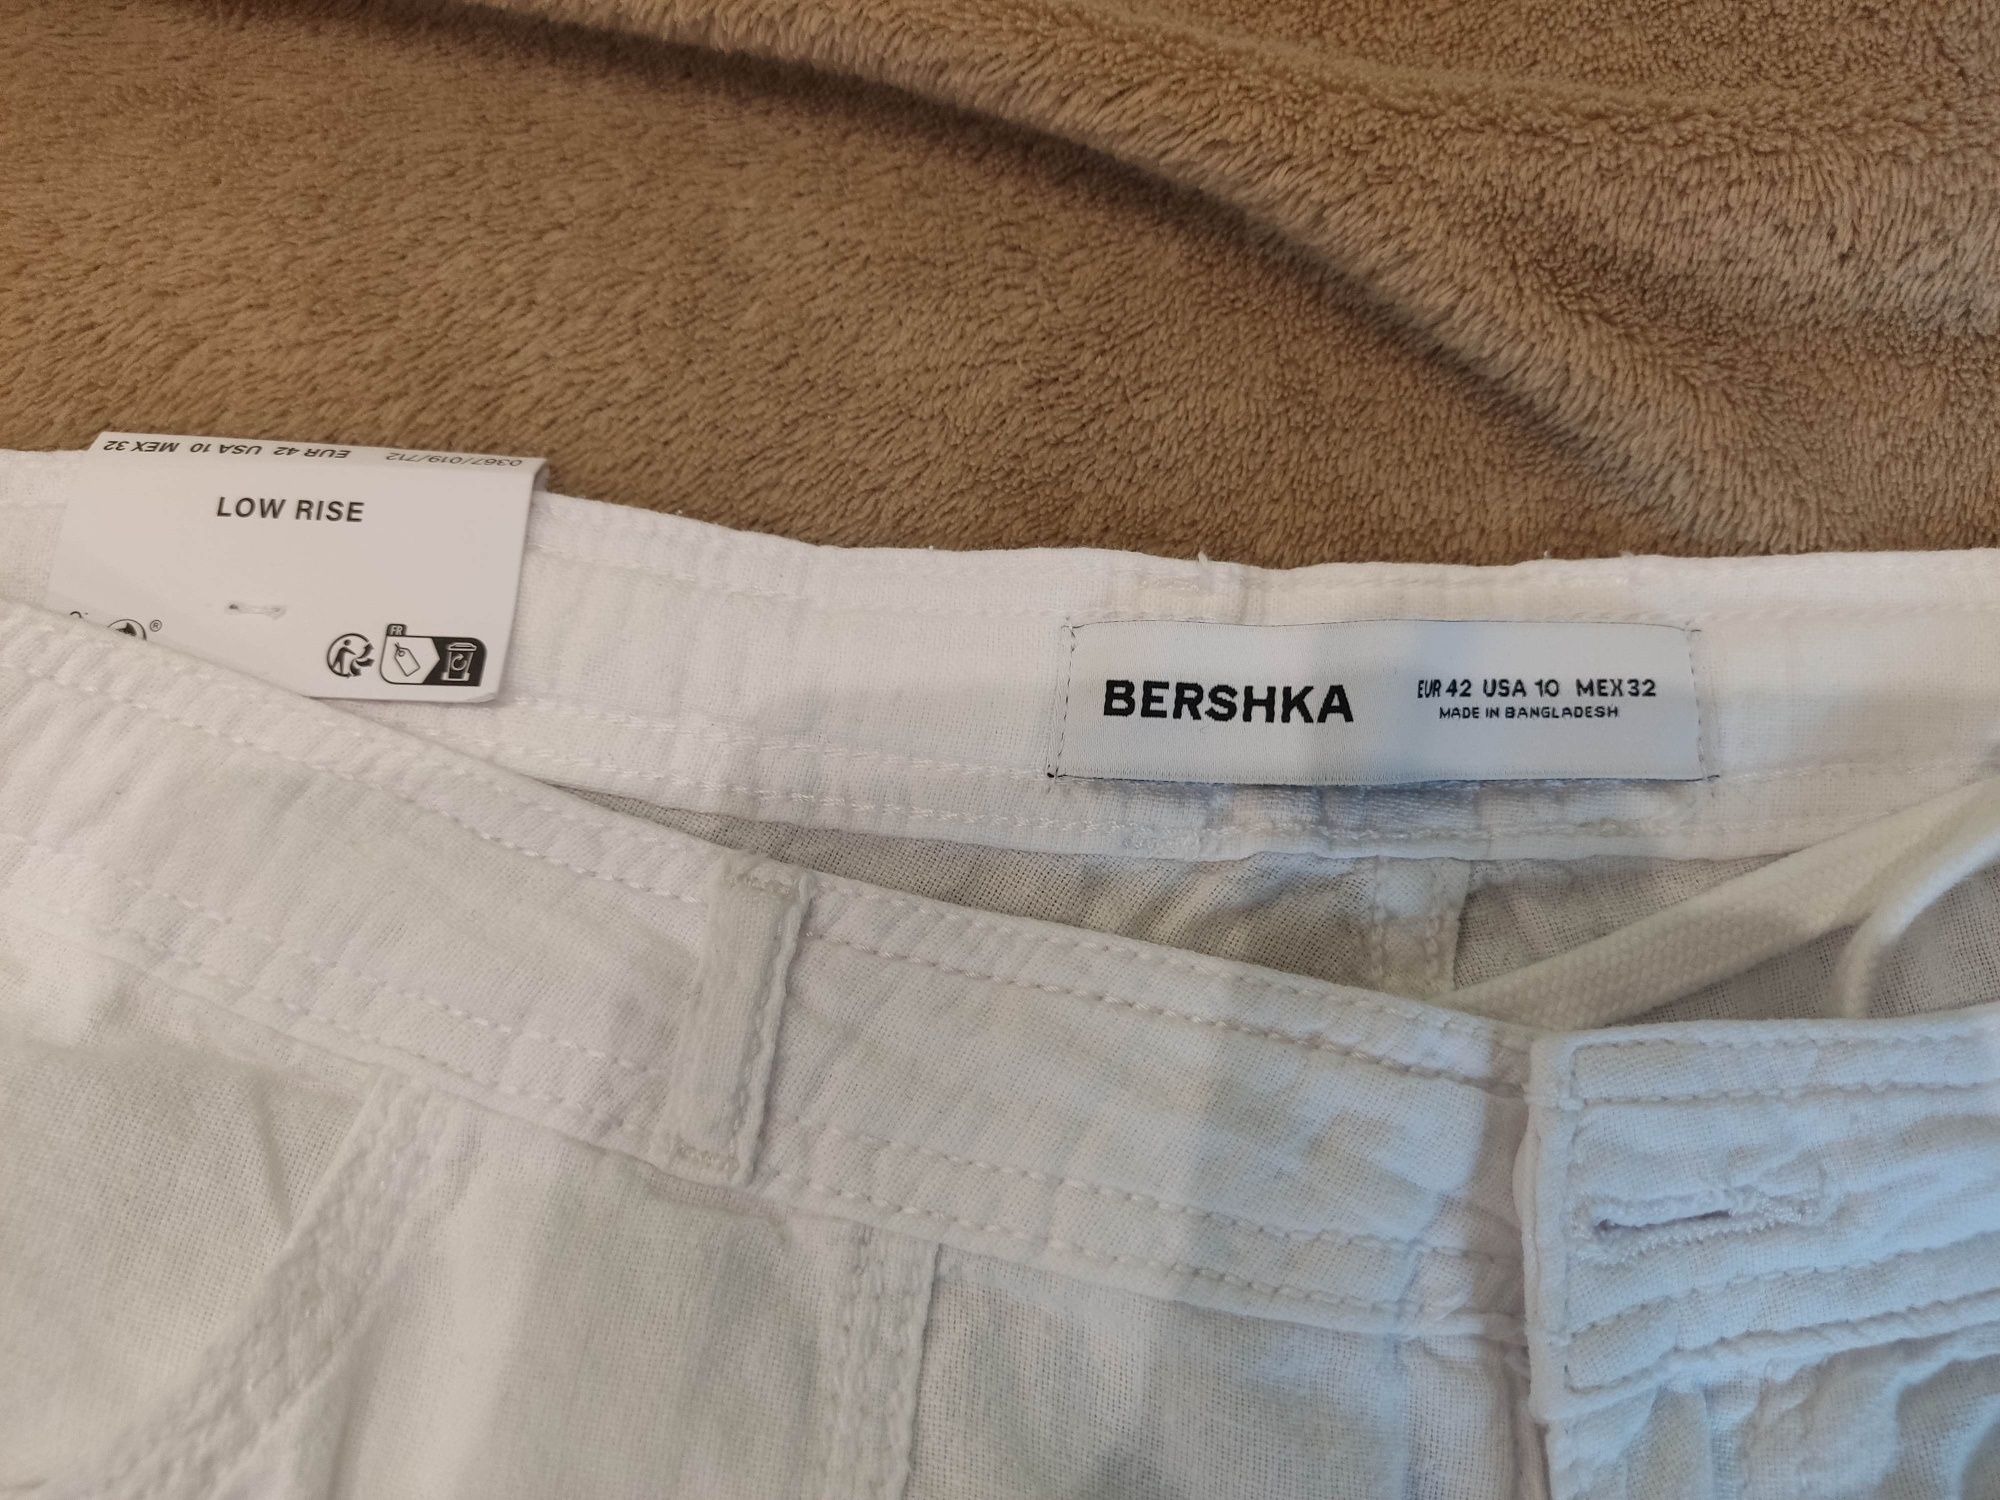 0367/019/712 EUR 42 USA 10 MEX 32
LOW RISE
®
FR
BERSHKA
EUR 42 USA 10 MEX 32
MADE IN BANGLADESH